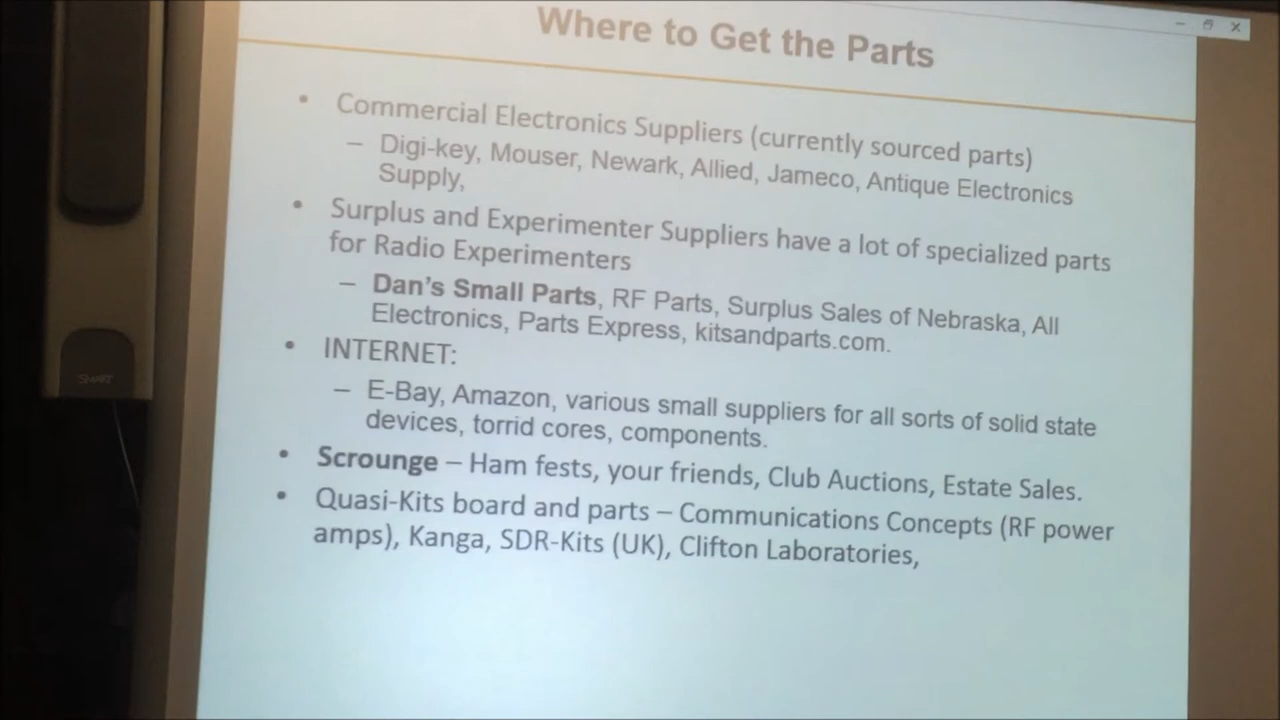 Where to Get the Parts
• Commercial Electronics Suppliers (currently sourced parts)
– Digi-key, Mouser, Newark, Allied, Jameco, Antique Electronics
Supply,
• Surplus and Experimenter Suppliers have a lot of specialized parts
for Radio Experimenters
– Dan's Small Parts, RF Parts, Surplus Sales of Nebraska, All
Electronics, Parts Express, kitsandparts.com.
• INTERNET:
– E-Bay, Amazon, various small suppliers for all sorts of solid state
devices, torrid cores, components.
• Scrounge – Ham fests, your friends, Club Auctions, Estate Sales.
• Quasi-Kits board and parts – Communications Concepts (RF power
amps), Kanga, SDR-Kits (UK), Clifton Laboratories,
SMART